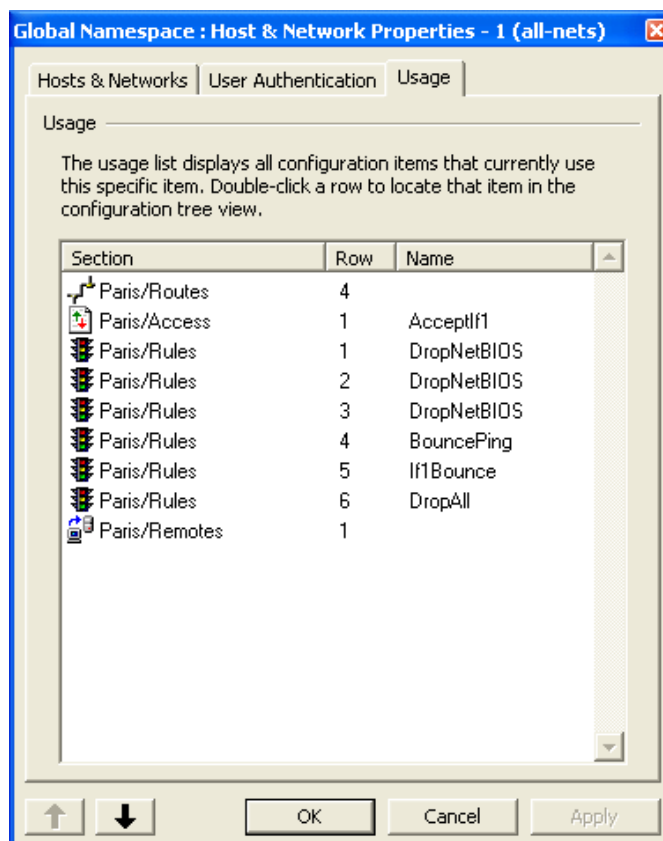 Global Namespace : Host & Network Properties - 1 (all-nets)
Hosts & Networks User Authentication Usage
Usage
The usage list displays all configuration items that currently use
this specific item. Double-click a row to locate that item in the
configuration tree view.
Section Row Name
Paris/Routes 4
Paris/Access 1 AcceptIf1
Paris/Rules 1 DropNetBIOS
Paris/Rules 2 DropNetBIOS
Paris/Rules 3 DropNetBIOS
Paris/Rules 4 BouncePing
Paris/Rules 5 If1Bounce
Paris/Rules 6 DropAll
Paris/Remotes 1
OK Cancel Apply